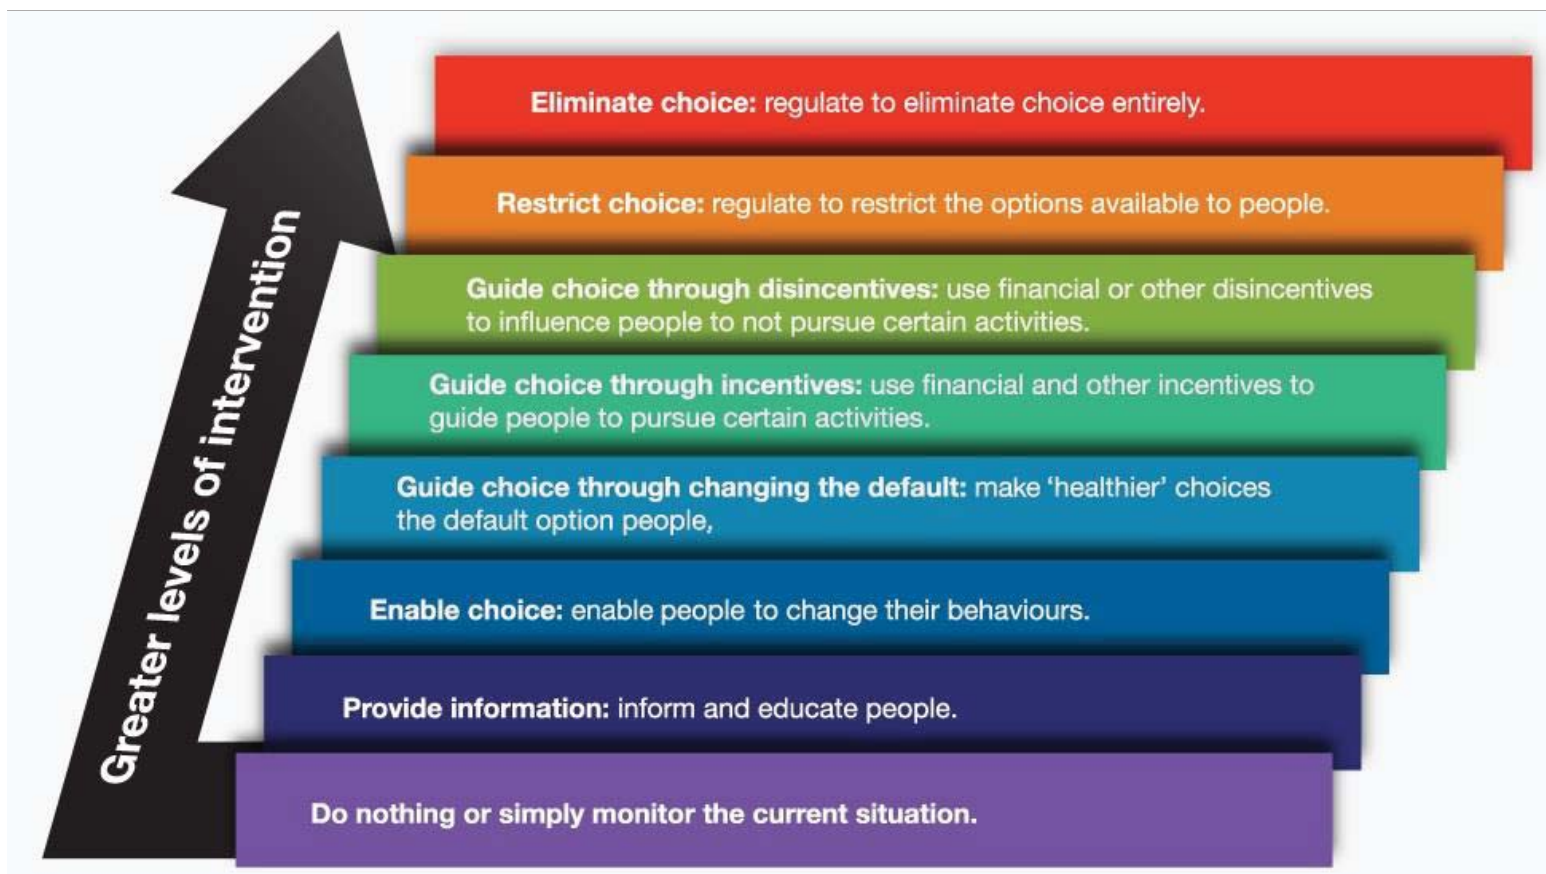 Greater levels of intervention
Eliminate choice: regulate to eliminate choice entirely.
Restrict choice: regulate to restrict the options available to people.
Guide choice through disincentives: use financial or other disincentives
to influence people to not pursue certain activities.
Guide choice through incentives: use financial and other incentives to
guide people to pursue certain activities.
Guide choice through changing the default: make ‘healthier’ choices
the default option people,
Enable choice: enable people to change their behaviours.
Provide information: inform and educate people.
Do nothing or simply monitor the current situation.